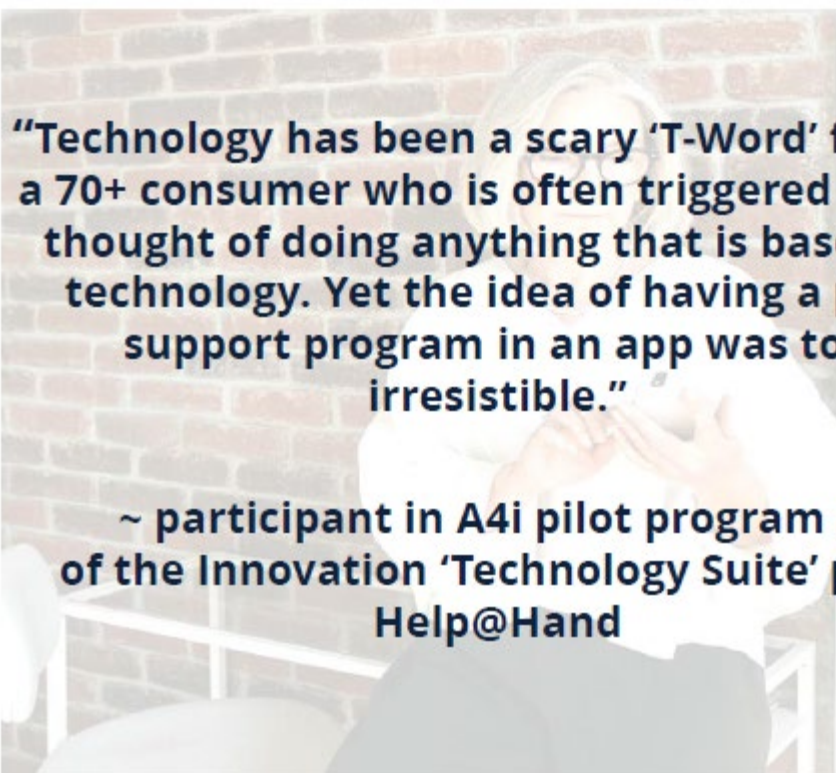 “Technology has been a scary ‘T-Word’
a 70+ consumer who is often triggered
thought of doing anything that is
technology. Yet the idea of having a
support program in an app was
irresistible.”
~ participant in A4i pilot program
of the Innovation ‘Technology Suite’
Help@Hand